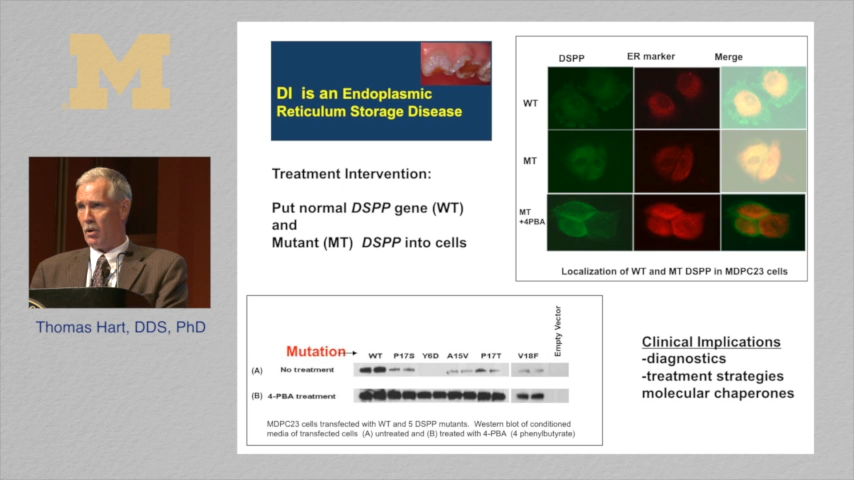 M
Thomas Hart, DDS, PhD
DI is an Endoplasmic
Reticulum Storage Disease
Treatment Intervention:
Put normal DSPP gene (WT)
and
Mutant (MT) DSPP into cells
DSPP ER marker Merge
WT
MT
MT
+4PBA
Localization of WT and MT DSPP in MDPC23 cells
Empty Vector
Mutation WT P17S Y6D A15V P17T V18F
(A) No treatment
(B) 4-PBA treatment
MDPC23 cells transfected with WT and 5 DSPP mutants. Western blot of conditioned
media of transfected cells (A) untreated and (B) treated with 4-PBA (4 phenylbutyrate)
Clinical Implications
-diagnostics
-treatment strategies
molecular chaperones